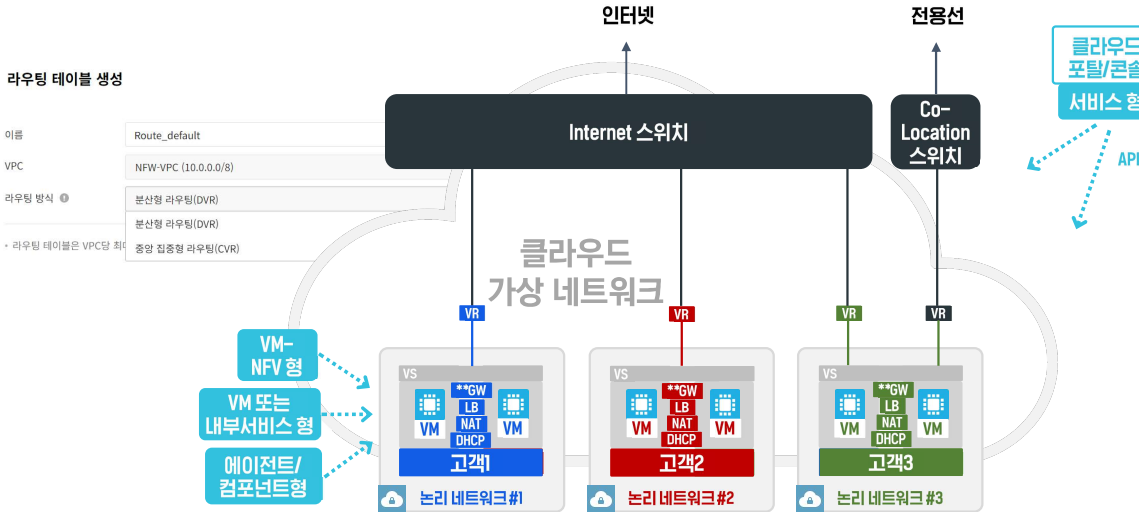 인터넷
전용선
클라우드
포탈/콘솔
서비스 형
API
라우팅 테이블 생성
이름
Route_default
VPC
NFW-VPC (10.0.0.0/8)
라우팅 방식
분산형 라우팅(DVR)
분산형 라우팅(DVR)
중앙 집중형 라우팅(CVR)
• 라우팅 테이블은 VPC당 최대
Internet 스위치
Co-
Location
스위치
클라우드
가상 네트워크
VR
VR
VR
VR
VM-
NFV 형
VM 또는
내부서비스 형
에이전트/
컴포넌트형
VS
**GW
LB
NAT
DHCP
VM
VM
고객1
논리 네트워크 #1
VS
**GW
LB
NAT
DHCP
VM
VM
고객2
논리 네트워크 #2
VS
**GW
LB
NAT
DHCP
VM
VM
고객3
논리 네트워크 #3